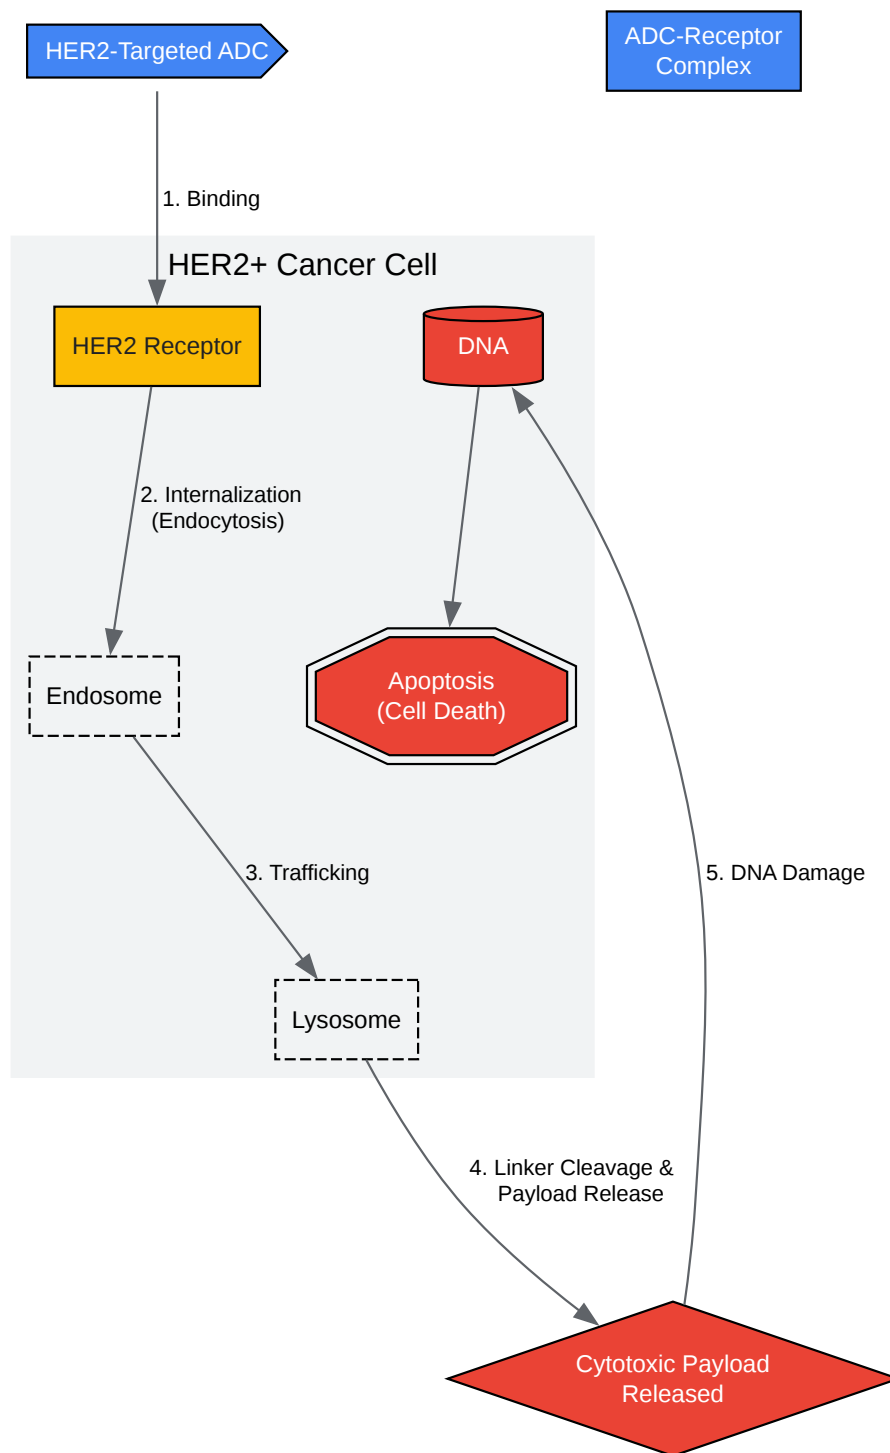 HER2-Targeted ADC
ADC-Receptor
Complex
1. Binding
HER2+ Cancer Cell
HER2 Receptor
DNA
2. Internalization
(Endocytosis)
Endosome
Apoptosis
(Cell Death)
3. Trafficking
5. DNA Damage
Lysosome
4. Linker Cleavage &
Payload Release
Cytotoxic Payload
Released